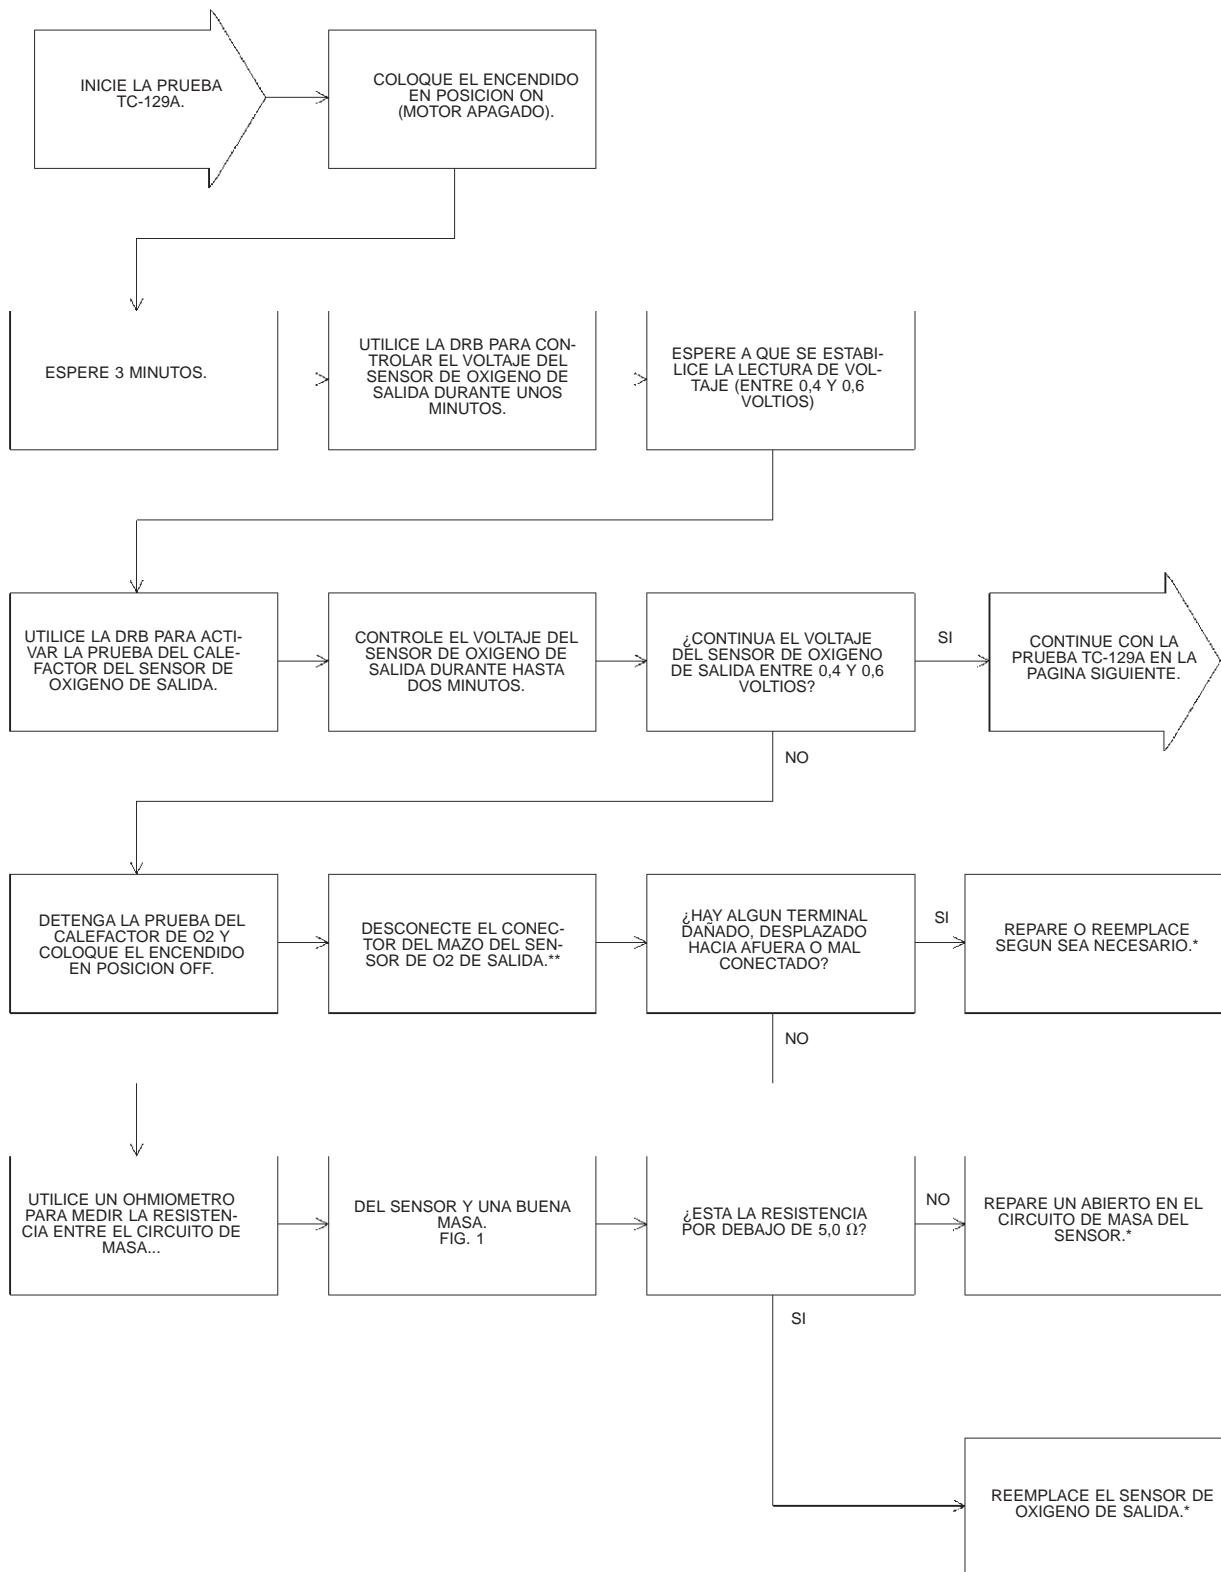 INICIE LA PRUEBA
TC-129A.
COLOQUE EL ENCENDIDO
EN POSICION ON
(MOTOR APAGADO).
ESPERE 3 MINUTOS.
UTILICE LA DRB PARA CON-
TROLAR EL VOLTAJE DEL
SENSOR DE OXIGENO DE
SALIDA DURANTE UNOS
MINUTOS.
ESPERE A QUE SE ESTABI-
LICE LA LECTURA DE VOL-
TAJE (ENTRE 0,4 Y 0,6
VOLTIOS)
UTILICE LA DRB PARA ACTI-
VAR LA PRUEBA DEL CALE-
FACTOR DEL SENSOR DE
OXIGENO DE SALIDA.
CONTROLE EL VOLTAJE DEL
SENSOR DE OXIGENO DE
SALIDA DURANTE HASTA
DOS MINUTOS.
¿CONTINUA EL VOLTAJE
DEL SENSOR DE OXIGENO
DE SALIDA ENTRE 0,4 Y 0,6
VOLTIOS?
SI
CONTINUE CON LA
PRUEBA TC-129A EN LA
PAGINA SIGUIENTE.
NO
DETENGA LA PRUEBA DEL
CALEFACTOR DE O2 Y
COLOQUE EL ENCENDIDO
EN POSICION OFF.
DESCONECTE EL CONEC-
TOR DEL MAZO DEL SEN-
SOR DE O2 DE SALIDA.**
¿HAY ALGUN TERMINAL
DAÑADO, DESPLAZADO
HACIA AFUERA O MAL
CONECTADO?
SI
REPARE O REEMPLACE
SEGUN SEA NECESARIO.*
NO
UTILICE UN OHMIOMETRO
PARA MEDIR LA RESISTEN-
CIA ENTRE EL CIRCUITO DE
MASA...
DEL SENSOR Y UNA BUENA
MASA.
FIG. 1
¿ESTA LA RESISTENCIA
POR DEBAJO DE 5,0 Ω?
NO
REPARE UN ABIERTO EN EL
CIRCUITO DE MASA DEL
SENSOR.*
SI
REEMPLACE EL SENSOR DE
OXIGENO DE SALIDA.*